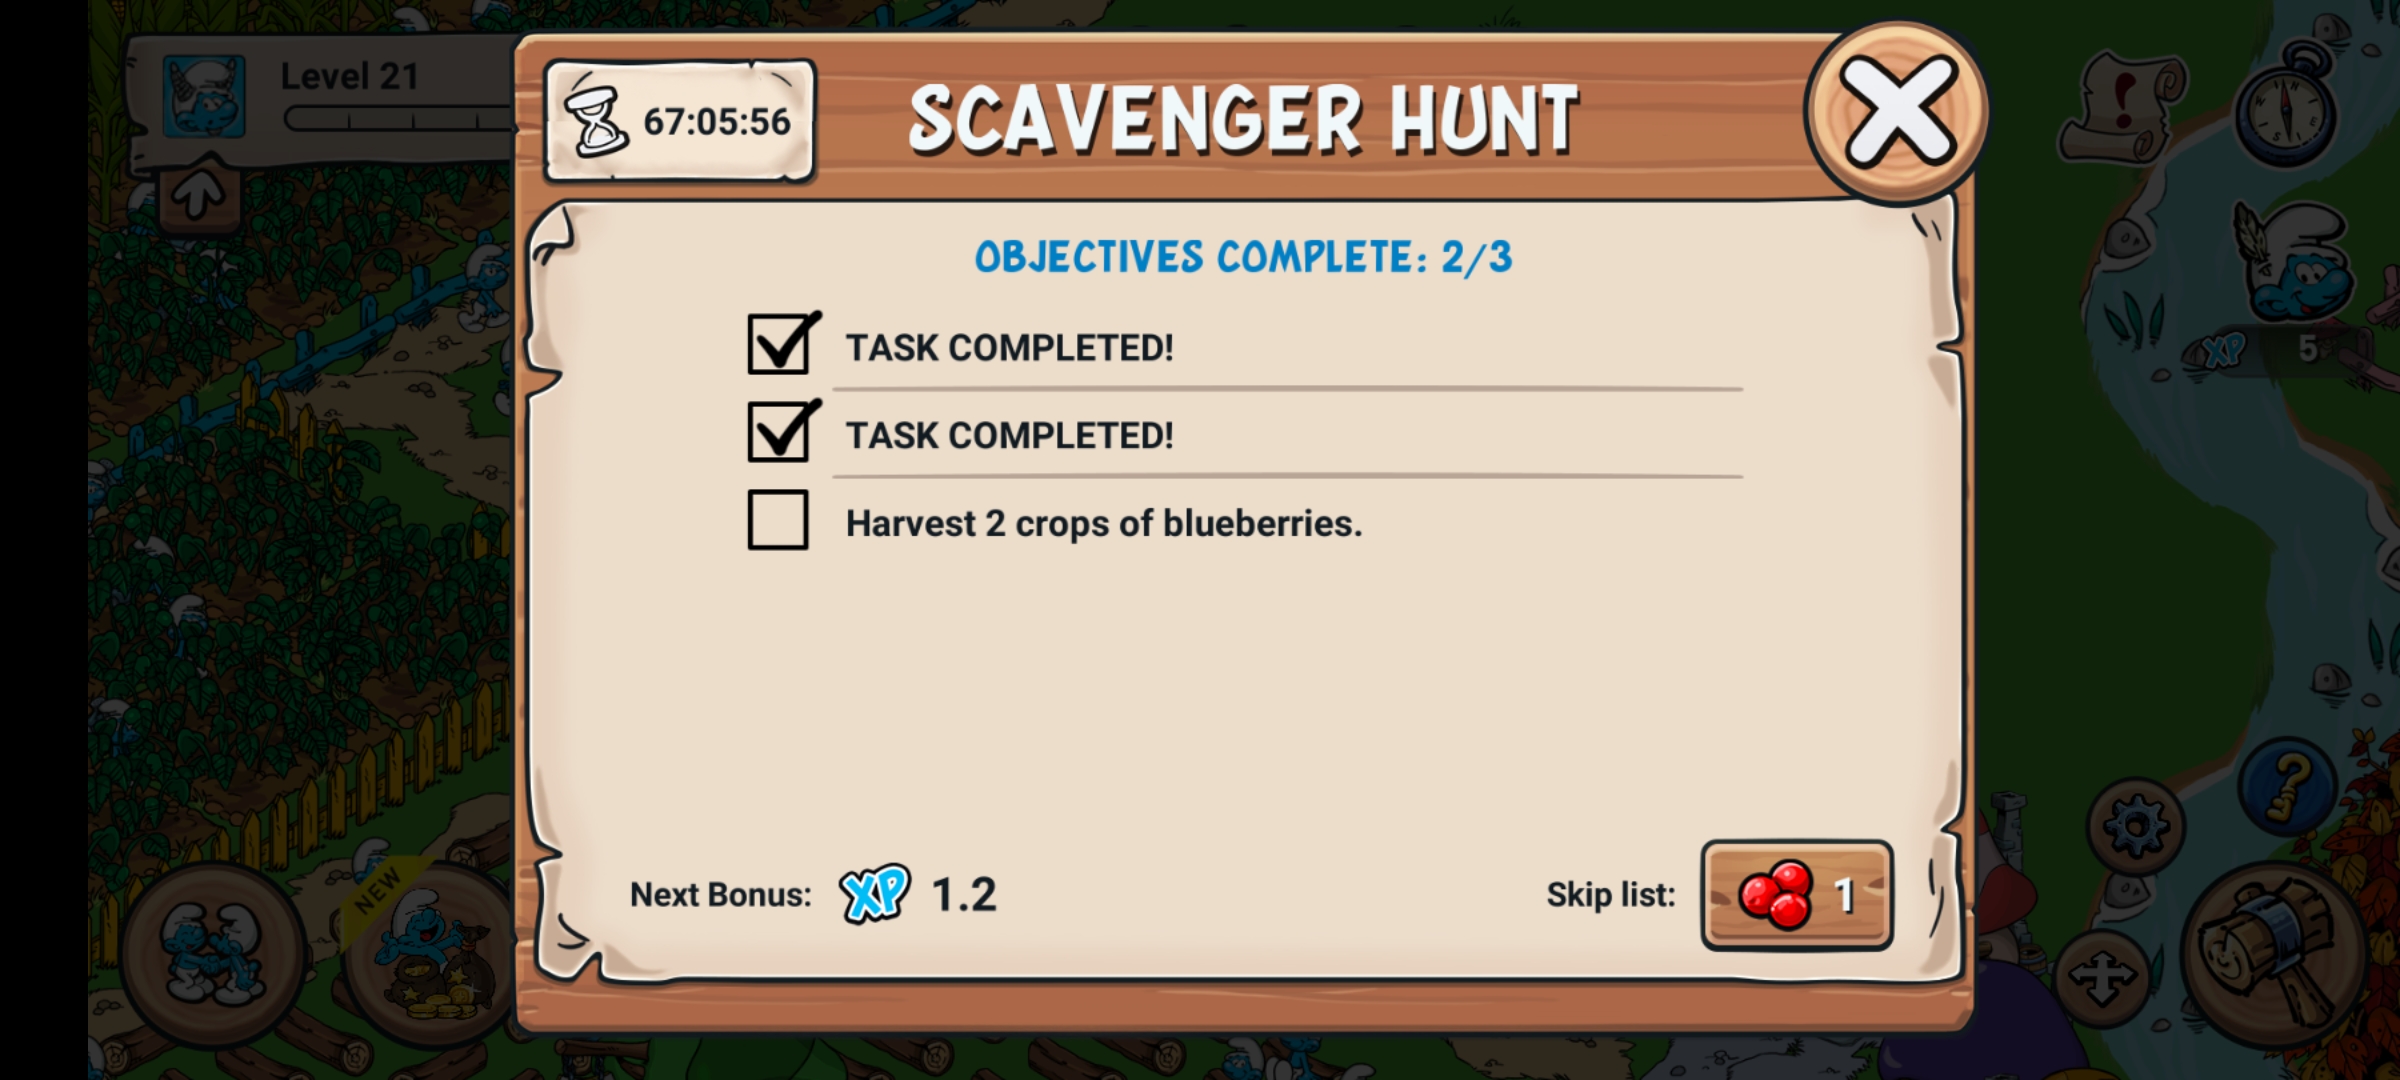 Level 21
67:05:56
SCAVENGER HUNT
OBJECTIVES COMPLETE: 2/3
TASK COMPLETED!
TASK COMPLETED!
Harvest 2 crops of blueberries.
XP 5
Next Bonus: XP 1.2
Skip list: 1
NEW